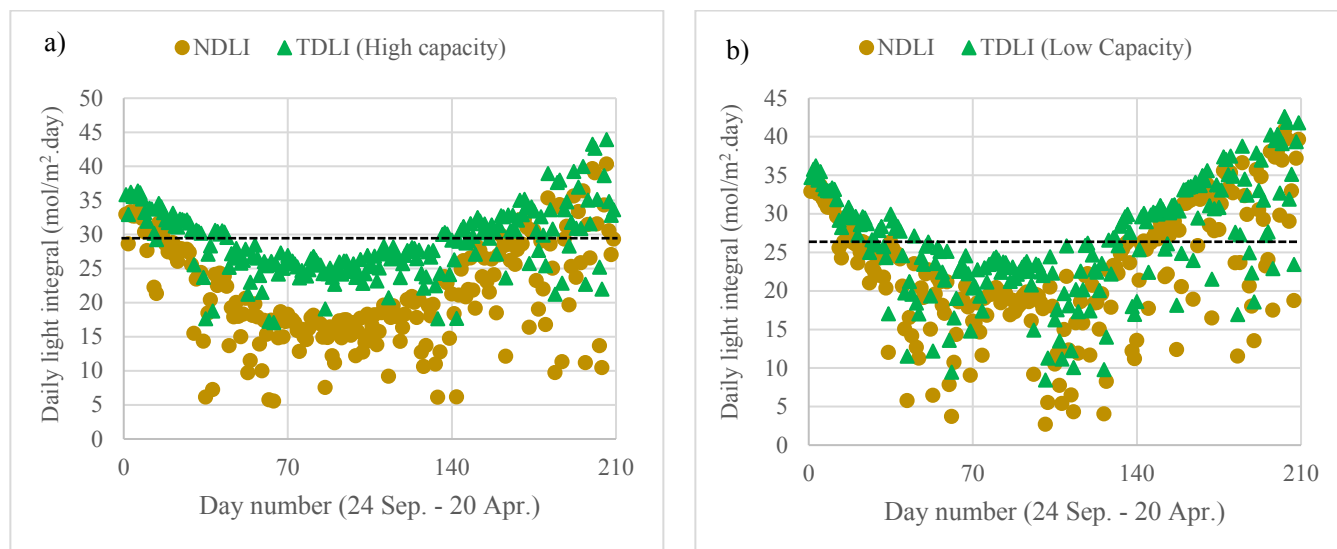 a)
NDLI TDLI (High capacity)
Daily light integral (mol/m².day)
50
45
40
35
30
25
20
15
10
5
0
0 70 140 210
Day number (24 Sep. - 20 Apr.)
b)
NDLI TDLI (Low Capacity)
Daily light integral (mol/m².day)
45
40
35
30
25
20
15
10
5
0
0 70 140 210
Day number (24 Sep. - 20 Apr.)